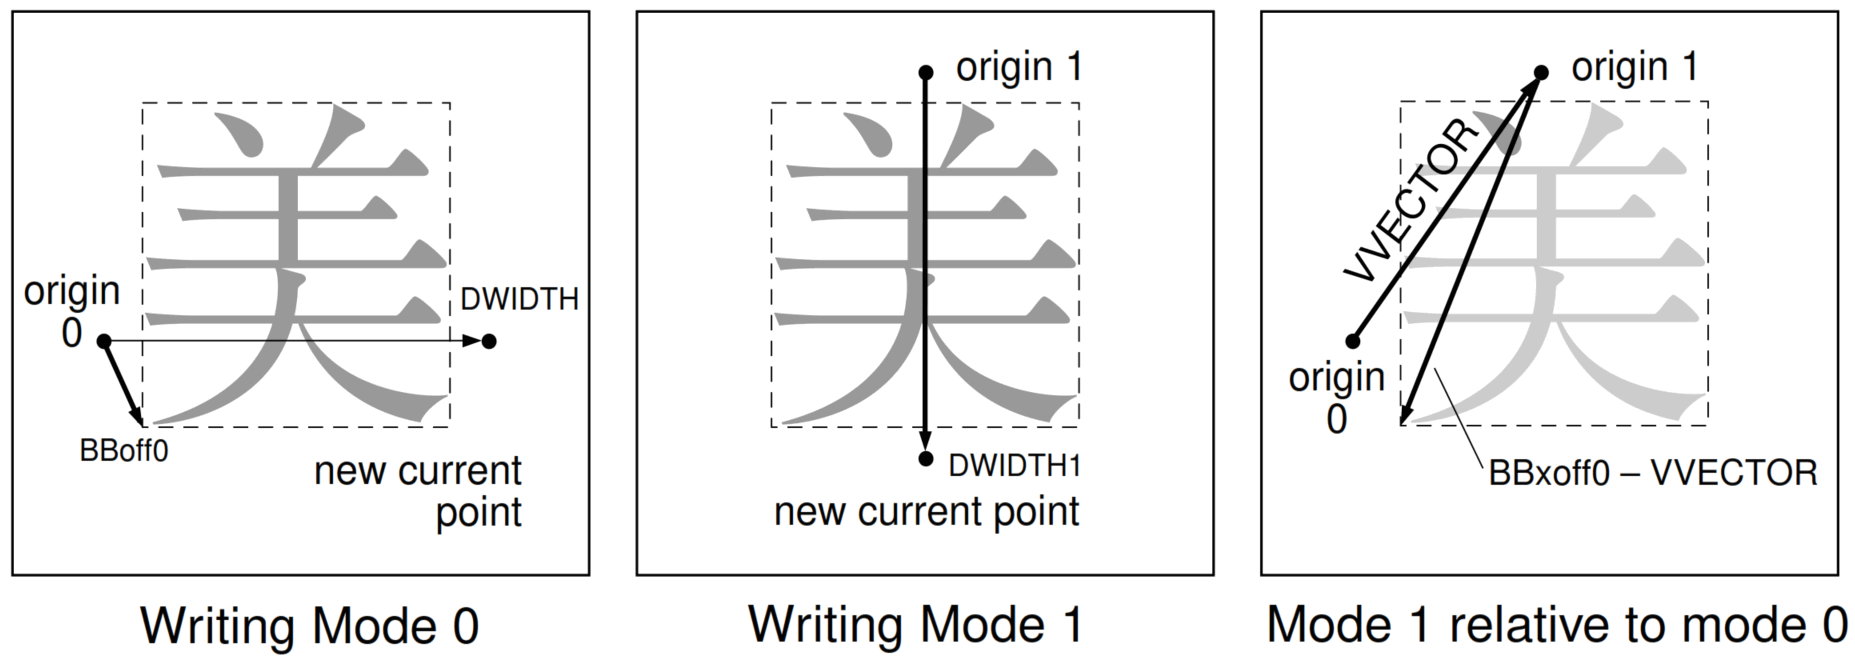 美
origin
0
DWIDTH
BBoff0
new current
point
Writing Mode 0
origin 1
美
DWIDTH1
new current point
Writing Mode 1
origin 1
美
VVECTOR
origin
0
BBxoff0 – VVECTOR
Mode 1 relative to mode 0